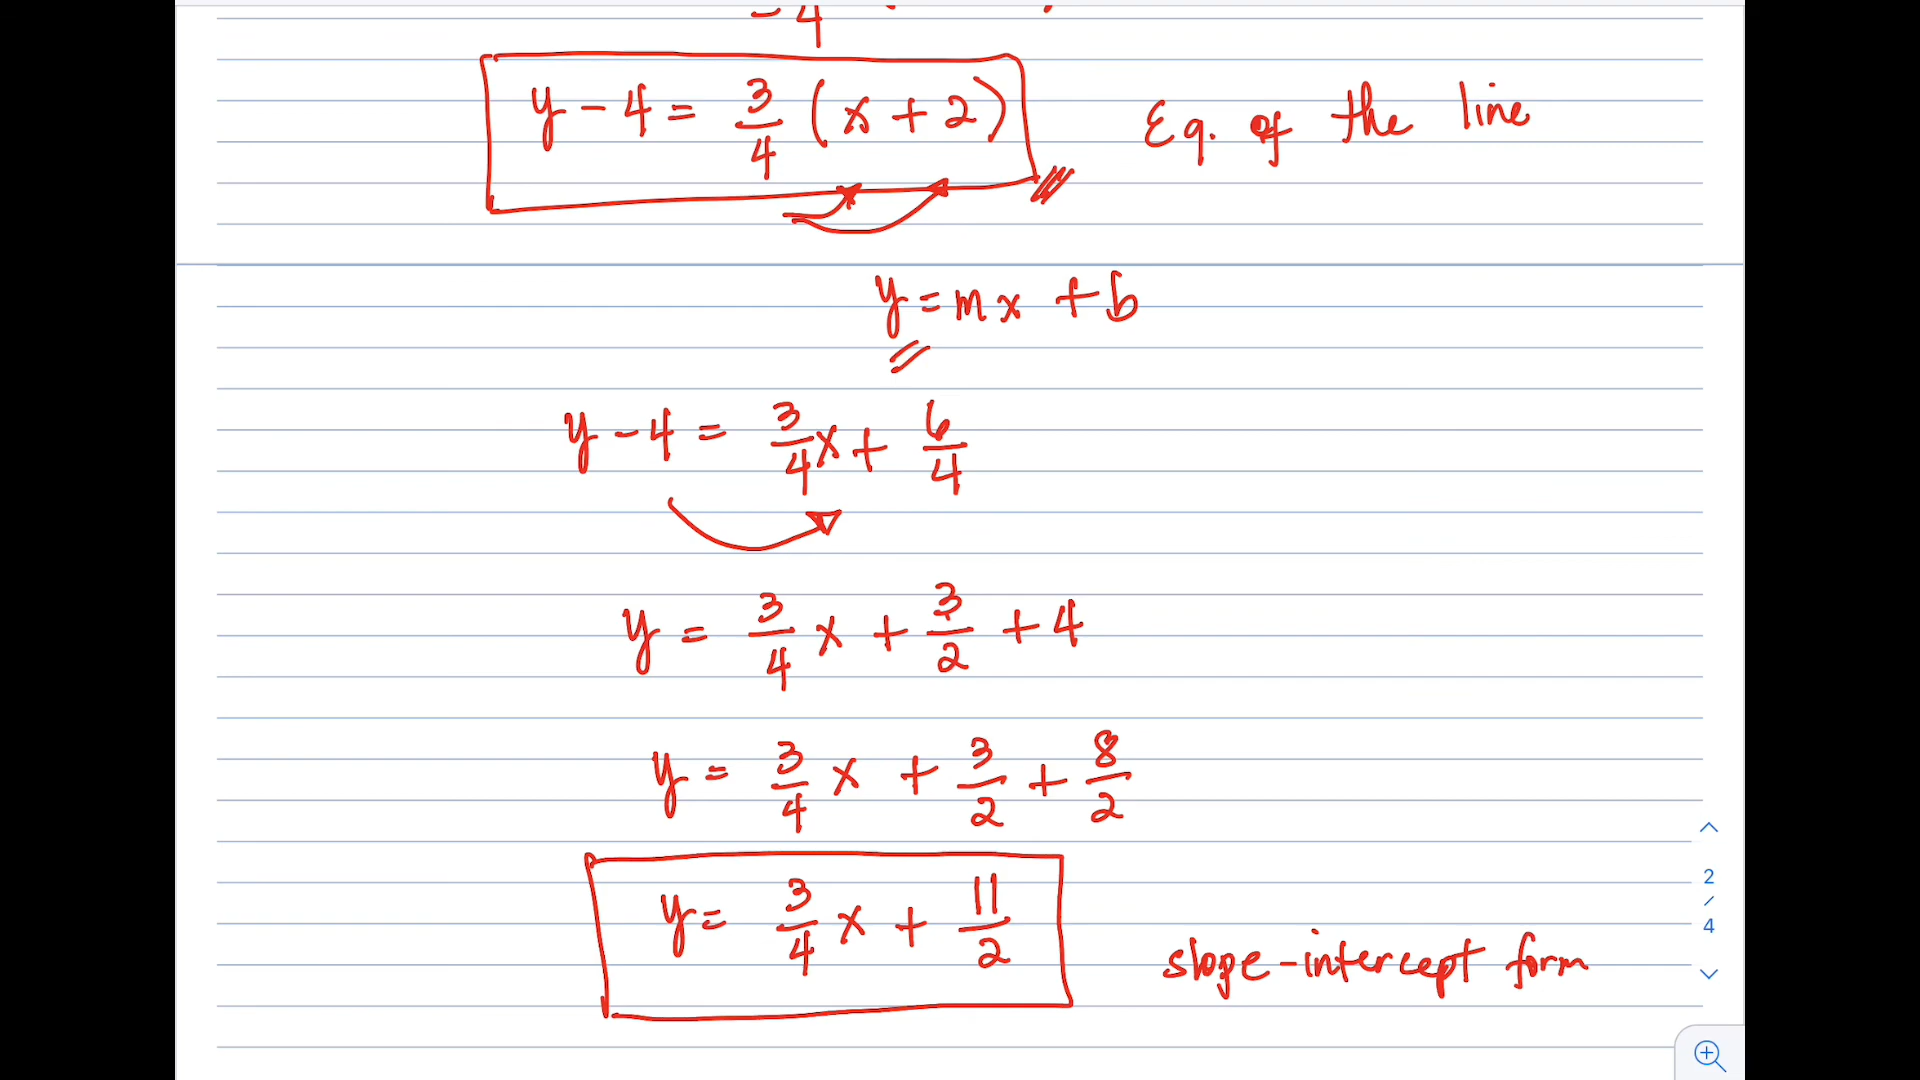 - 4
y - 4 = 3/4 (x + 2) Eq. of the line
y = mx + b
y - 4 = 3/4 x + 6/4
y = 3/4 x + 3/2 + 4
y = 3/4 x + 3/2 + 8/2
y = 3/4 x + 11/2
slope-intercept form
2
/
4